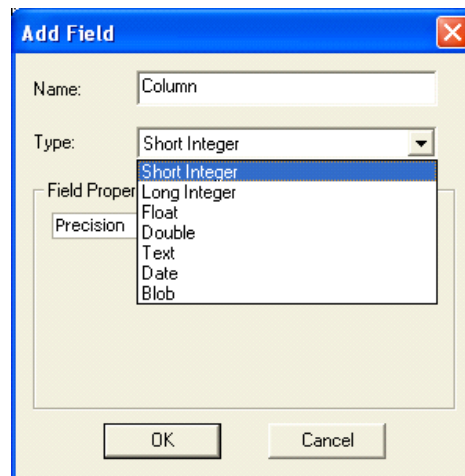 Add Field
Name: Column
Type: Short Integer
Short Integer
Long Integer
Float
Double
Text
Date
Blob
Field Proper
Precision
OK Cancel